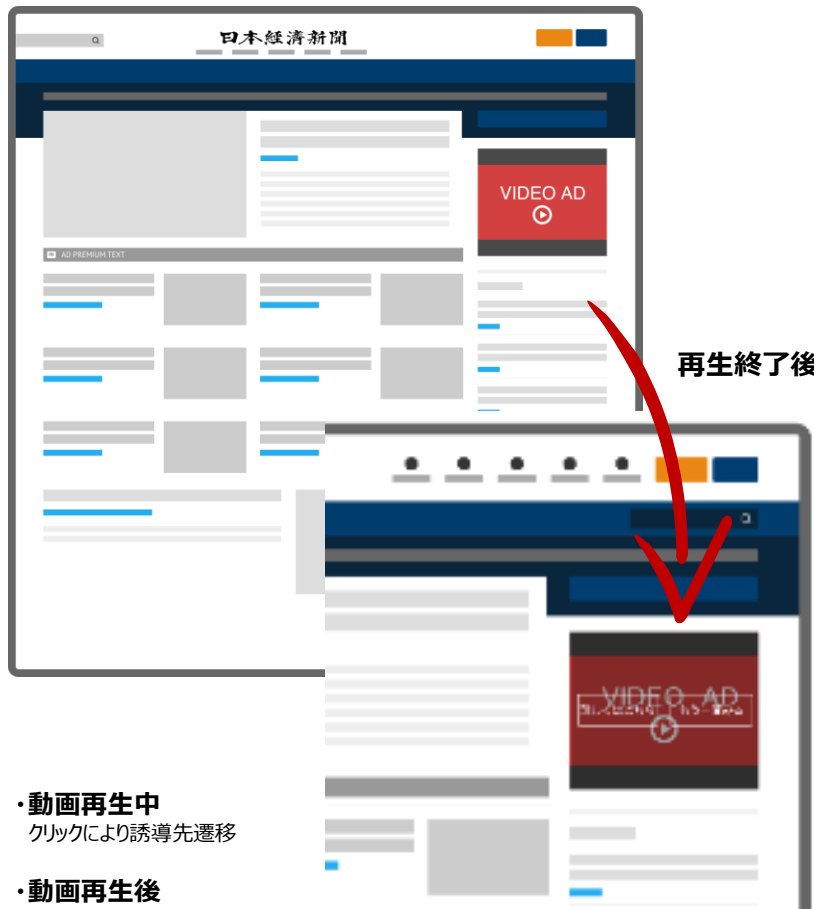 日本経済新聞
VIDEO AD
AD PREMIUM TEXT
再生終了後
VIDEO AD
・動画再生中
クリックにより誘導先遷移
・動画再生後